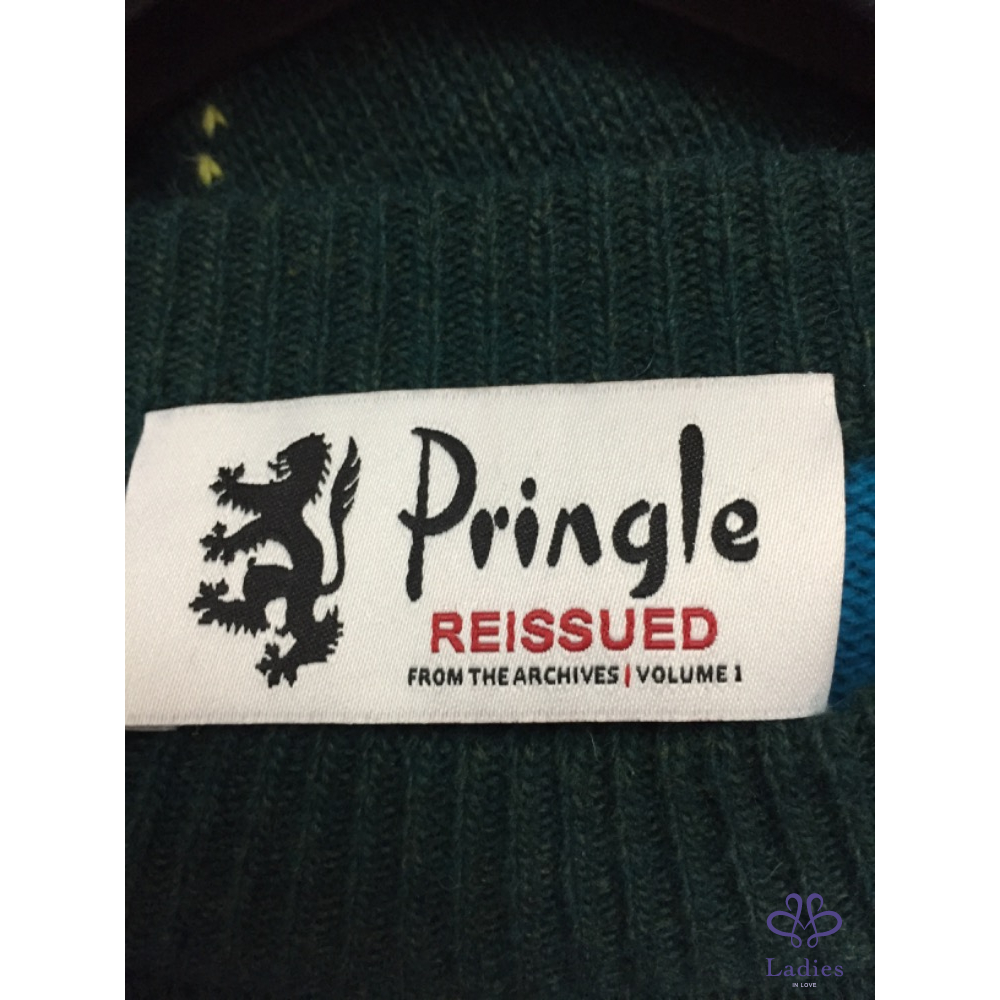 Pringle
REISSUED
FROM THE ARCHIVES | VOLUME 1
Ladies
IN LOVE